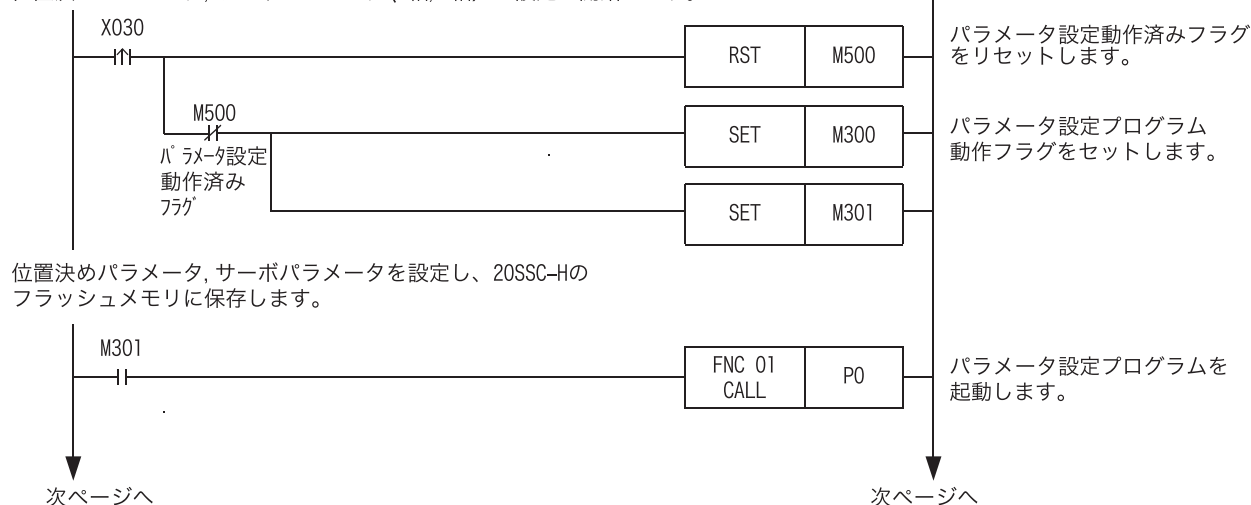 X030
RST M500
パラメータ設定動作済みフラグ
をリセットします。
M500
パラメータ設定
動作済み
フラグ
SET M300
パラメータ設定プログラム
動作フラグをセットします。
SET M301
位置決めパラメータ, サーボパラメータを設定し、20SSC-Hの
フラッシュメモリに保存します。
M301
FNC 01
CALL
P0
パラメータ設定プログラムを
起動します。
次ページへ
次ページへ